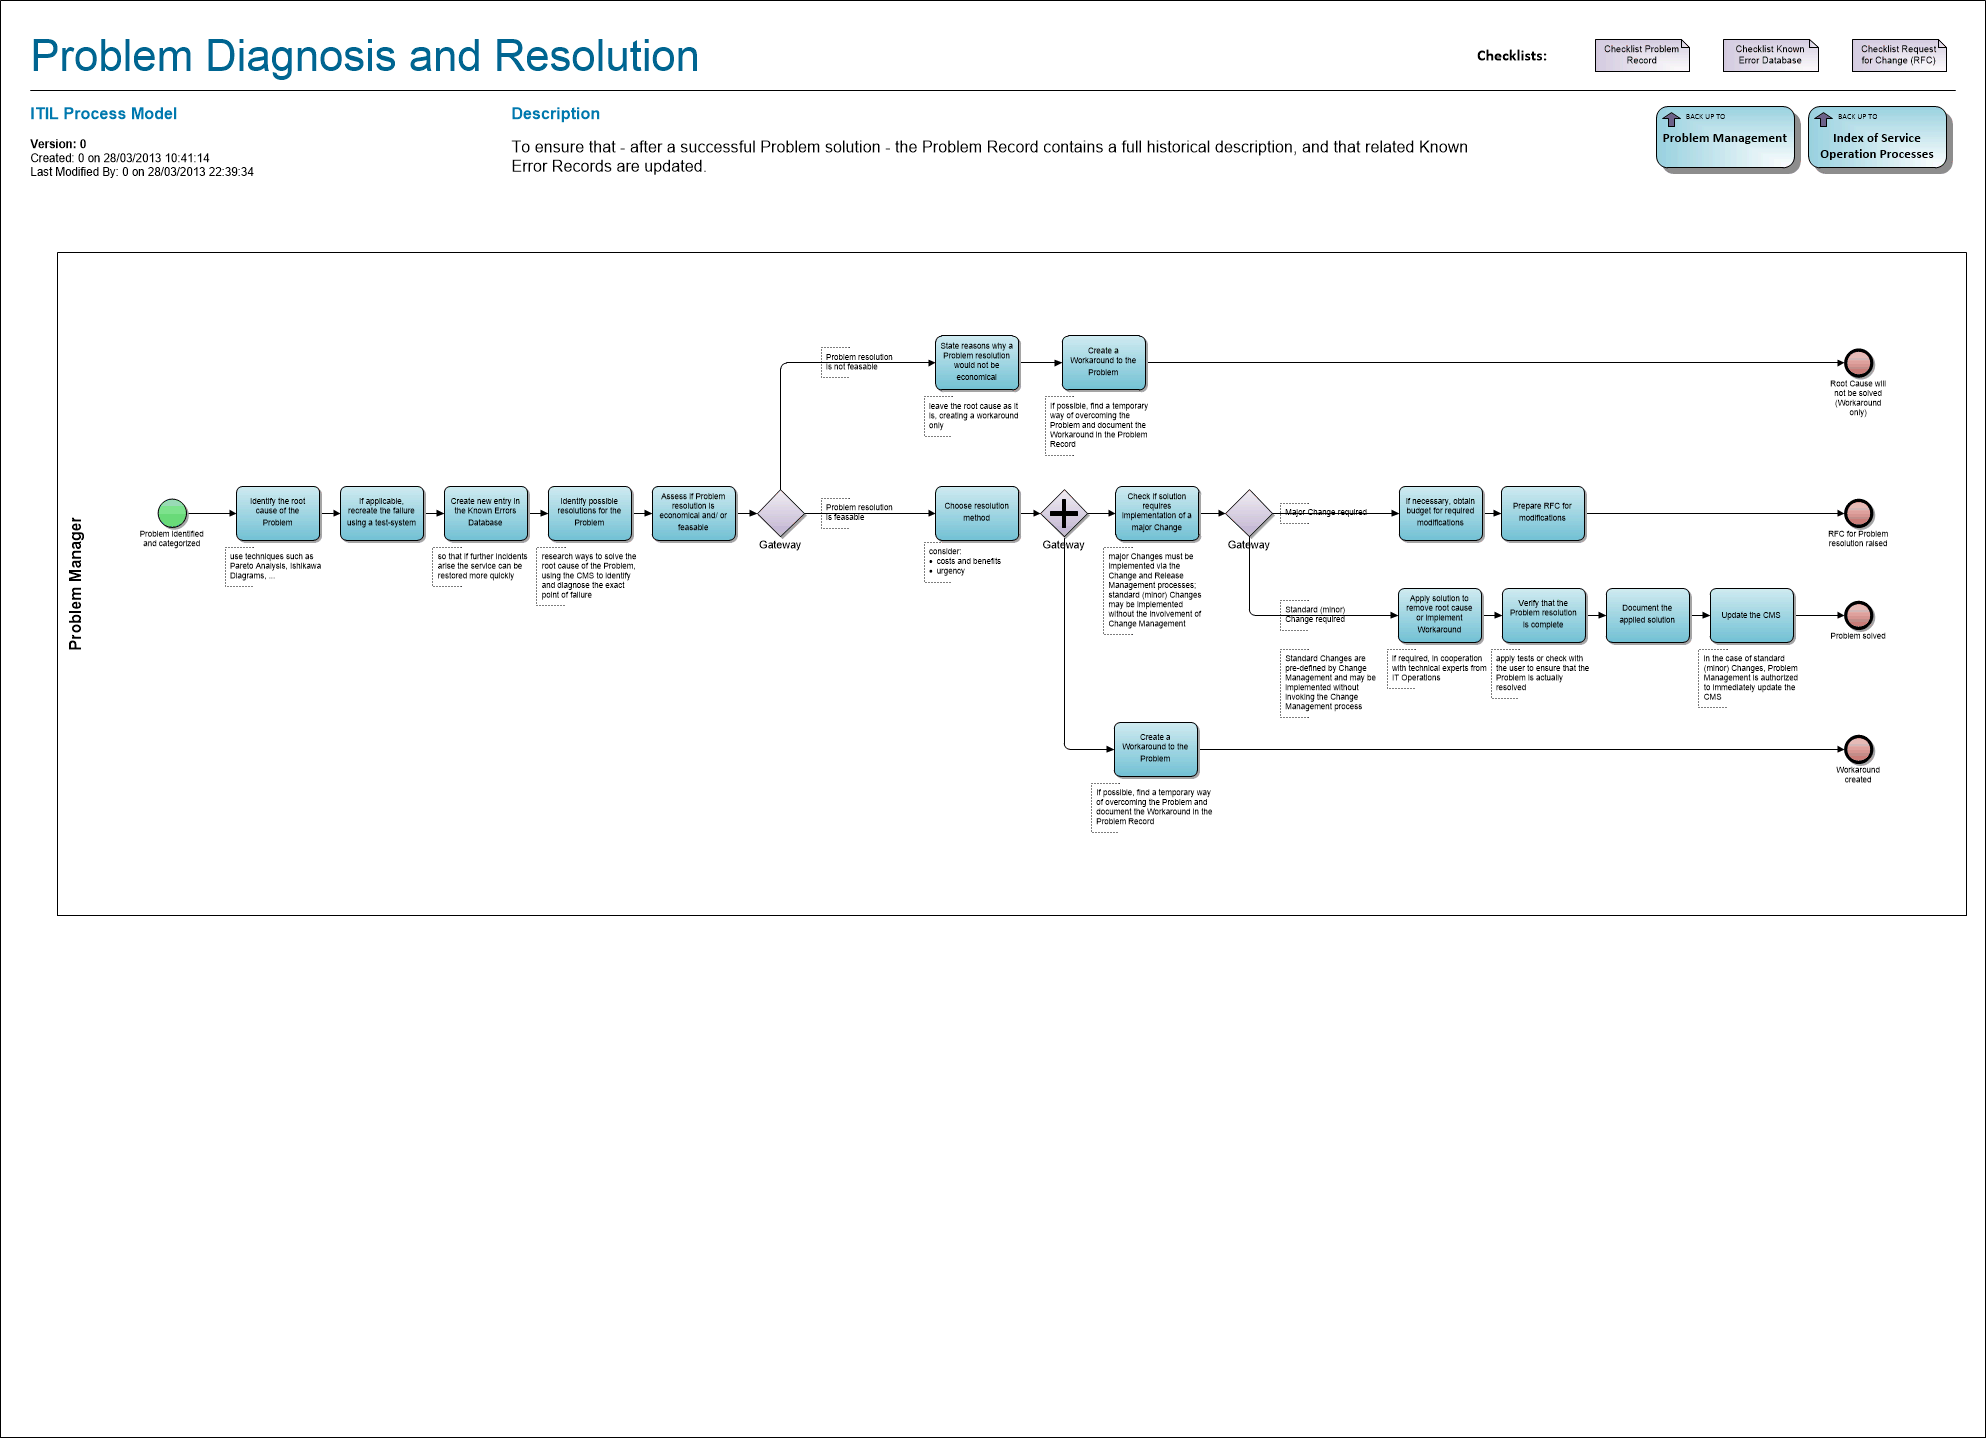 Problem Diagnosis and Resolution
Checklists:
Checklist Problem
Record
Checklist Known
Error Database
Checklist Request
for Change (RFC)
ITIL Process Model
Version: 0
Created: 0 on 28/03/2013 10:41:14
Last Modified By: 0 on 28/03/2013 22:39:34
Description
To ensure that - after a successful Problem solution - the Problem Record contains a full historical description, and that related Known
Error Records are updated.
BACK UP TO
Problem Management
BACK UP TO
Index of Service
Operation Processes
Problem Manager
Problem identified
and categorized
Identify the root
cause of the
Problem
use techniques such as
Pareto Analysis, Ishikawa
Diagrams, ...
If applicable,
recreate the failure
using a test-system
Create new entry in
the Known Errors
Database
so that if further Incidents
arise the service can be
restored more quickly
Identify possible
resolutions for the
Problem
research ways to solve the
root cause of the Problem,
using the CMS to identify
and diagnose the exact
point of failure
Assess if Problem
resolution is
economical and/ or
feasable
Gateway
Problem resolution
is not feasable
State reasons why a
Problem resolution
would not be
economical
leave the root cause as it
is, creating a workaround
only
Create a
Workaround to the
Problem
If possible, find a temporary
way of overcoming the
Problem and document the
Workaround in the Problem
Record
Root Cause will
not be solved
(Workaround
only)
Problem resolution
is feasable
Choose resolution
method
consider:
• costs and benefits
• urgency
Gateway
Check if solution
requires
implementation of a
major Change
major Changes must be
implemented via the
Change and Release
Management processes;
standard (minor) Changes
may be implemented
without the involvement of
Change Management
Gateway
Major Change required
If necessary, obtain
budget for required
modifications
Prepare RFC for
modifications
RFC for Problem
resolution raised
Standard (minor)
Change required
Standard Changes are
pre-defined by Change
Management and may be
implemented without
invoking the Change
Management process
Apply solution to
remove root cause
or implement
Workaround
if required, in cooperation
with technical experts from
IT Operations
Verify that the
Problem resolution
is complete
apply tests or check with
the user to ensure that the
Problem is actually
resolved
Document the
applied solution
Update the CMS
in the case of standard
(minor) Changes, Problem
Management is authorized
to immediately update the
CMS
Problem solved
Create a
Workaround to the
Problem
If possible, find a temporary way
of overcoming the Problem and
document the Workaround in the
Problem Record
Workaround
created